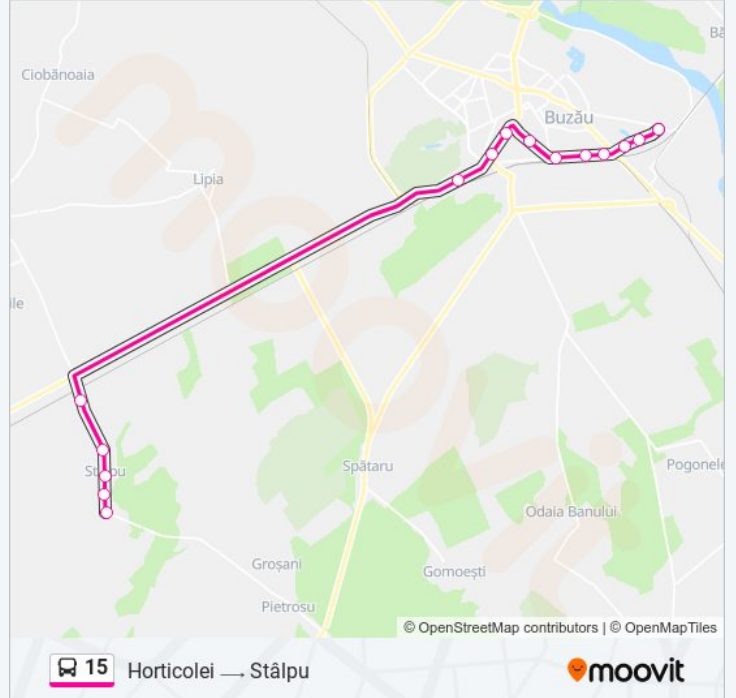 Bă
Ciobănoaia
Buzău
Lipia
ile
Stâlpu
Spătaru
Pogonele
Odaia Banului
Groșani
Gomoești
Pietrosu
© OpenStreetMap contributors | © OpenMapTiles
15 Horticolei → Stâlpu
moovit